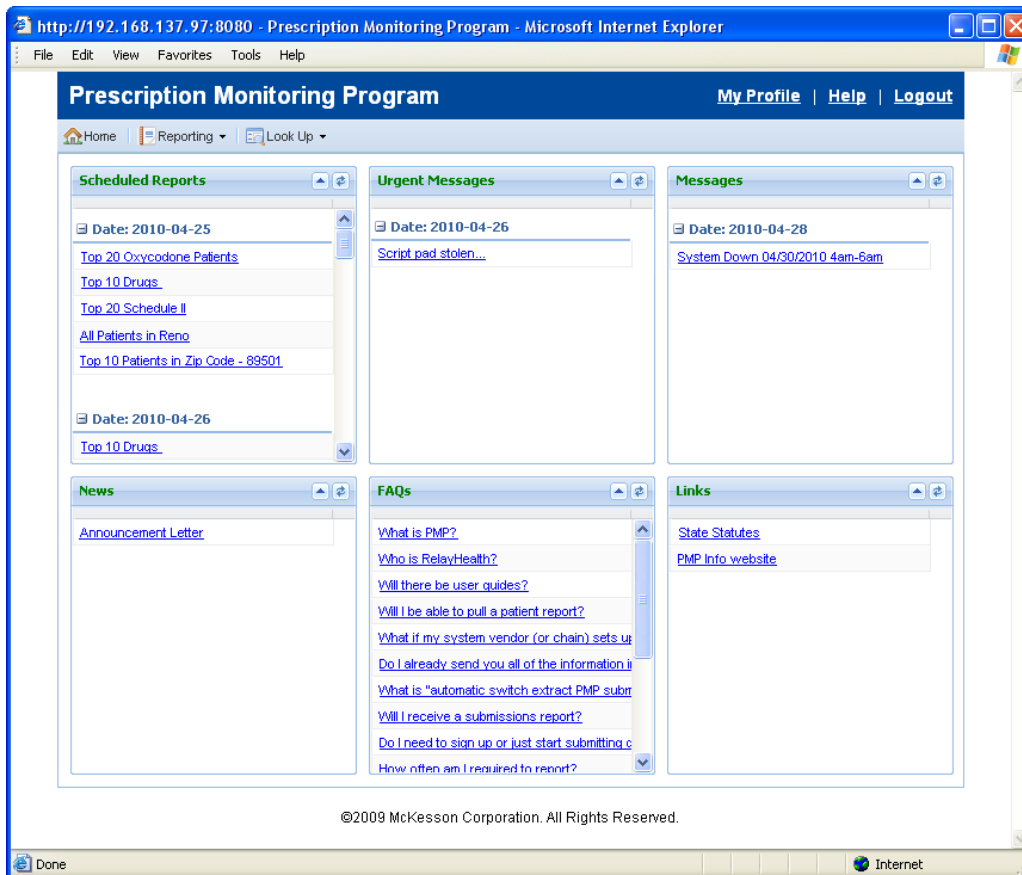 http://192.168.137.97:8080 - Prescription Monitoring Program - Microsoft Internet Explorer
File Edit View Favorites Tools Help
Prescription Monitoring Program
My Profile | Help | Logout
Home Reporting Look Up
Scheduled Reports
Date: 2010-04-25
Top 20 Oxycodone Patients
Top 10 Drugs
Top 20 Schedule II
All Patients in Reno
Top 10 Patients in Zip Code - 89501
Date: 2010-04-26
Top 10 Drugs
Urgent Messages
Date: 2010-04-26
Script pad stolen...
Messages
Date: 2010-04-28
System Down 04/30/2010 4am-6am
News
Announcement Letter
FAQs
What is PMP?
Who is RelayHealth?
Will there be user guides?
Will I be able to pull a patient report?
What if my system vendor (or chain) sets up
Do I already send you all of the information
What is "automatic switch extract PMP subm
Will I receive a submissions report?
Do I need to sign up or just start submitting
How often am I required to report?
Links
State Statutes
PMP Info website
©2009 McKesson Corporation. All Rights Reserved.
Done
Internet